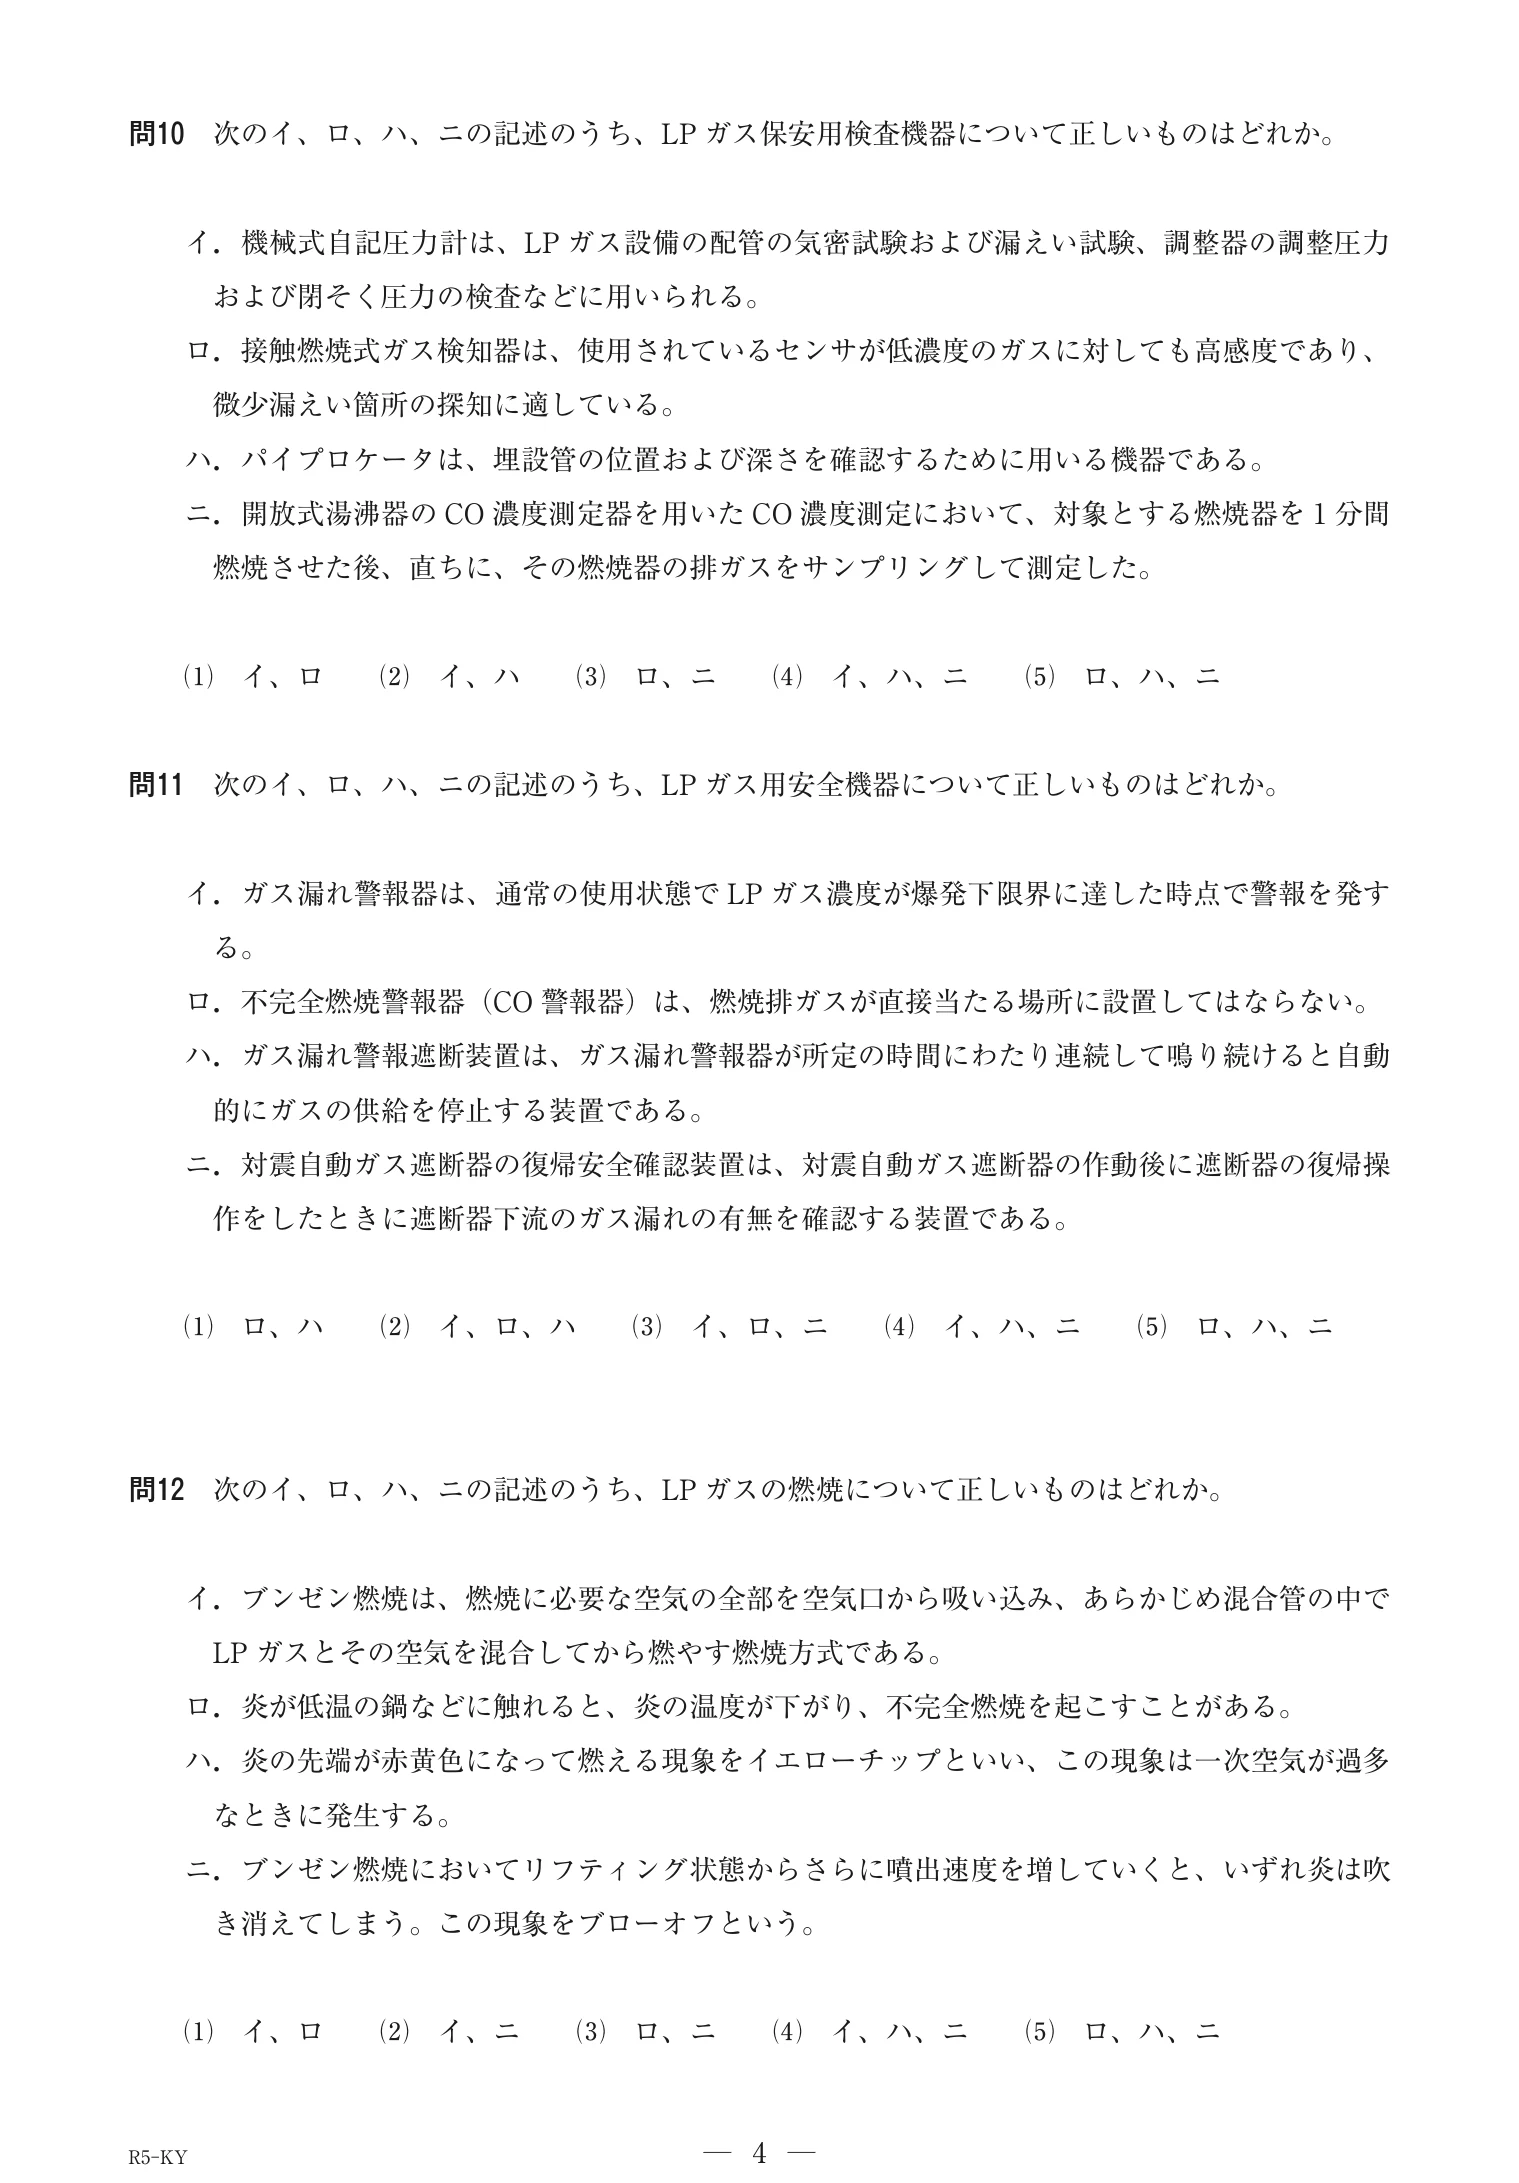 問10　次のイ、ロ、ハ、ニの記述のうち、LP ガス保安用検査機器について正しいものはどれか。
イ．機械式自記圧力計は、LP ガス設備の配管の気密試験および漏えい試験、調整器の調整圧力
および閉そく圧力の検査などに用いられる。
ロ．接触燃焼式ガス検知器は、使用されているセンサが低濃度のガスに対しても高感度であり、
微少漏えい箇所の探知に適している。
ハ．パイプロケータは、埋設管の位置および深さを確認するために用いる機器である。
ニ．開放式湯沸器の CO 濃度測定器を用いた CO 濃度測定において、対象とする燃焼器を 1 分間
燃焼させた後、直ちに、その燃焼器の排ガスをサンプリングして測定した。
(1)　イ、ロ　　(2)　イ、ハ　　(3)　ロ、ニ　　(4)　イ、ハ、ニ　　(5)　ロ、ハ、ニ
問11　次のイ、ロ、ハ、ニの記述のうち、LP ガス用安全機器について正しいものはどれか。
イ．ガス漏れ警報器は、通常の使用状態で LP ガス濃度が爆発下限界に達した時点で警報を発す
る。
ロ．不完全燃焼警報器（CO 警報器）は、燃焼排ガスが直接当たる場所に設置してはならない。
ハ．ガス漏れ警報遮断装置は、ガス漏れ警報器が所定の時間にわたり連続して鳴り続けると自動
的にガスの供給を停止する装置である。
ニ．対震自動ガス遮断器の復帰安全確認装置は、対震自動ガス遮断器の作動後に遮断器の復帰操
作をしたときに遮断器下流のガス漏れの有無を確認する装置である。
(1)　ロ、ハ　　(2)　イ、ロ、ハ　　(3)　イ、ロ、ニ　　(4)　イ、ハ、ニ　　(5)　ロ、ハ、ニ
問12　次のイ、ロ、ハ、ニの記述のうち、LP ガスの燃焼について正しいものはどれか。
イ．ブンゼン燃焼は、燃焼に必要な空気の全部を空気口から吸い込み、あらかじめ混合管の中で
LP ガスとその空気を混合してから燃やす燃焼方式である。
ロ．炎が低温の鍋などに触れると、炎の温度が下がり、不完全燃焼を起こすことがある。
ハ．炎の先端が赤黄色になって燃える現象をイエローチップといい、この現象は一次空気が過多
なときに発生する。
ニ．ブンゼン燃焼においてリフティング状態からさらに噴出速度を増していくと、いずれ炎は吹
き消えてしまう。この現象をブローオフという。
(1)　イ、ロ　　(2)　イ、ニ　　(3)　ロ、ニ　　(4)　イ、ハ、ニ　　(5)　ロ、ハ、ニ
R5-KY
― 4 ―